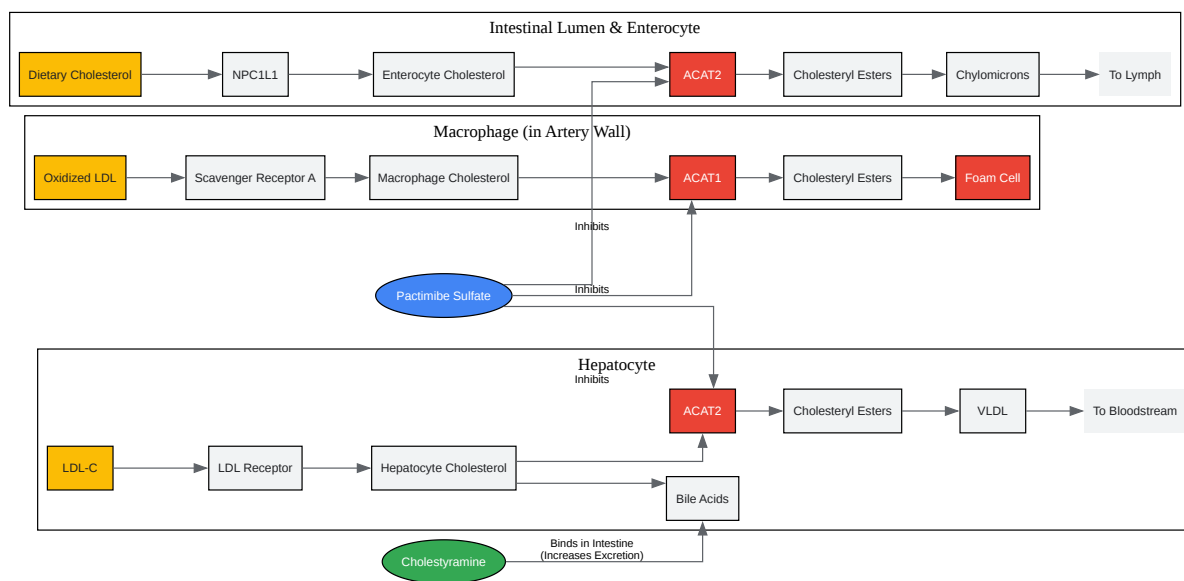 Intestinal Lumen & Enterocyte
Dietary Cholesterol
NPC1L1
Enterocyte Cholesterol
ACAT2
Cholesteryl Esters
Chylomicrons
To Lymph
Macrophage (in Artery Wall)
Oxidized LDL
Scavenger Receptor A
Macrophage Cholesterol
ACAT1
Cholesteryl Esters
Foam Cell
Inhibits
Inhibits
Pactimibe Sulfate
Hepatocyte
Inhibits
ACAT2
Cholesteryl Esters
VLDL
To Bloodstream
LDL-C
LDL Receptor
Hepatocyte Cholesterol
Bile Acids
Binds in Intestine
(Increases Excretion)
Cholestyramine